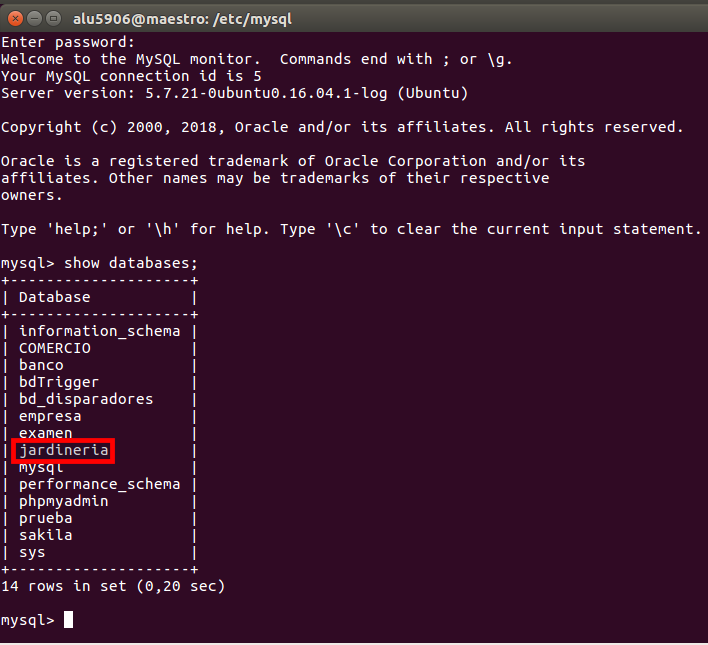 alu5906@maestro: /etc/mysql
Enter password:
Welcome to the MySQL monitor.  Commands end with ; or \g.
Your MySQL connection id is 5
Server version: 5.7.21-0ubuntu0.16.04.1-log (Ubuntu)

Copyright (c) 2000, 2018, Oracle and/or its affiliates. All rights reserved.

Oracle is a registered trademark of Oracle Corporation and/or its
affiliates. Other names may be trademarks of their respective
owners.

Type 'help;' or '\h' for help. Type '\c' to clear the current input statement.

mysql> show databases;
+--------------------+
| Database           |
+--------------------+
| information_schema |
| COMERCIO           |
| banco              |
| bdTrigger          |
| bd_disparadores    |
| empresa            |
| examen             |
| jardineria         |
| mysql              |
| performance_schema |
| phpmyadmin         |
| prueba             |
| sakila             |
| sys                |
+--------------------+
14 rows in set (0,20 sec)

mysql>